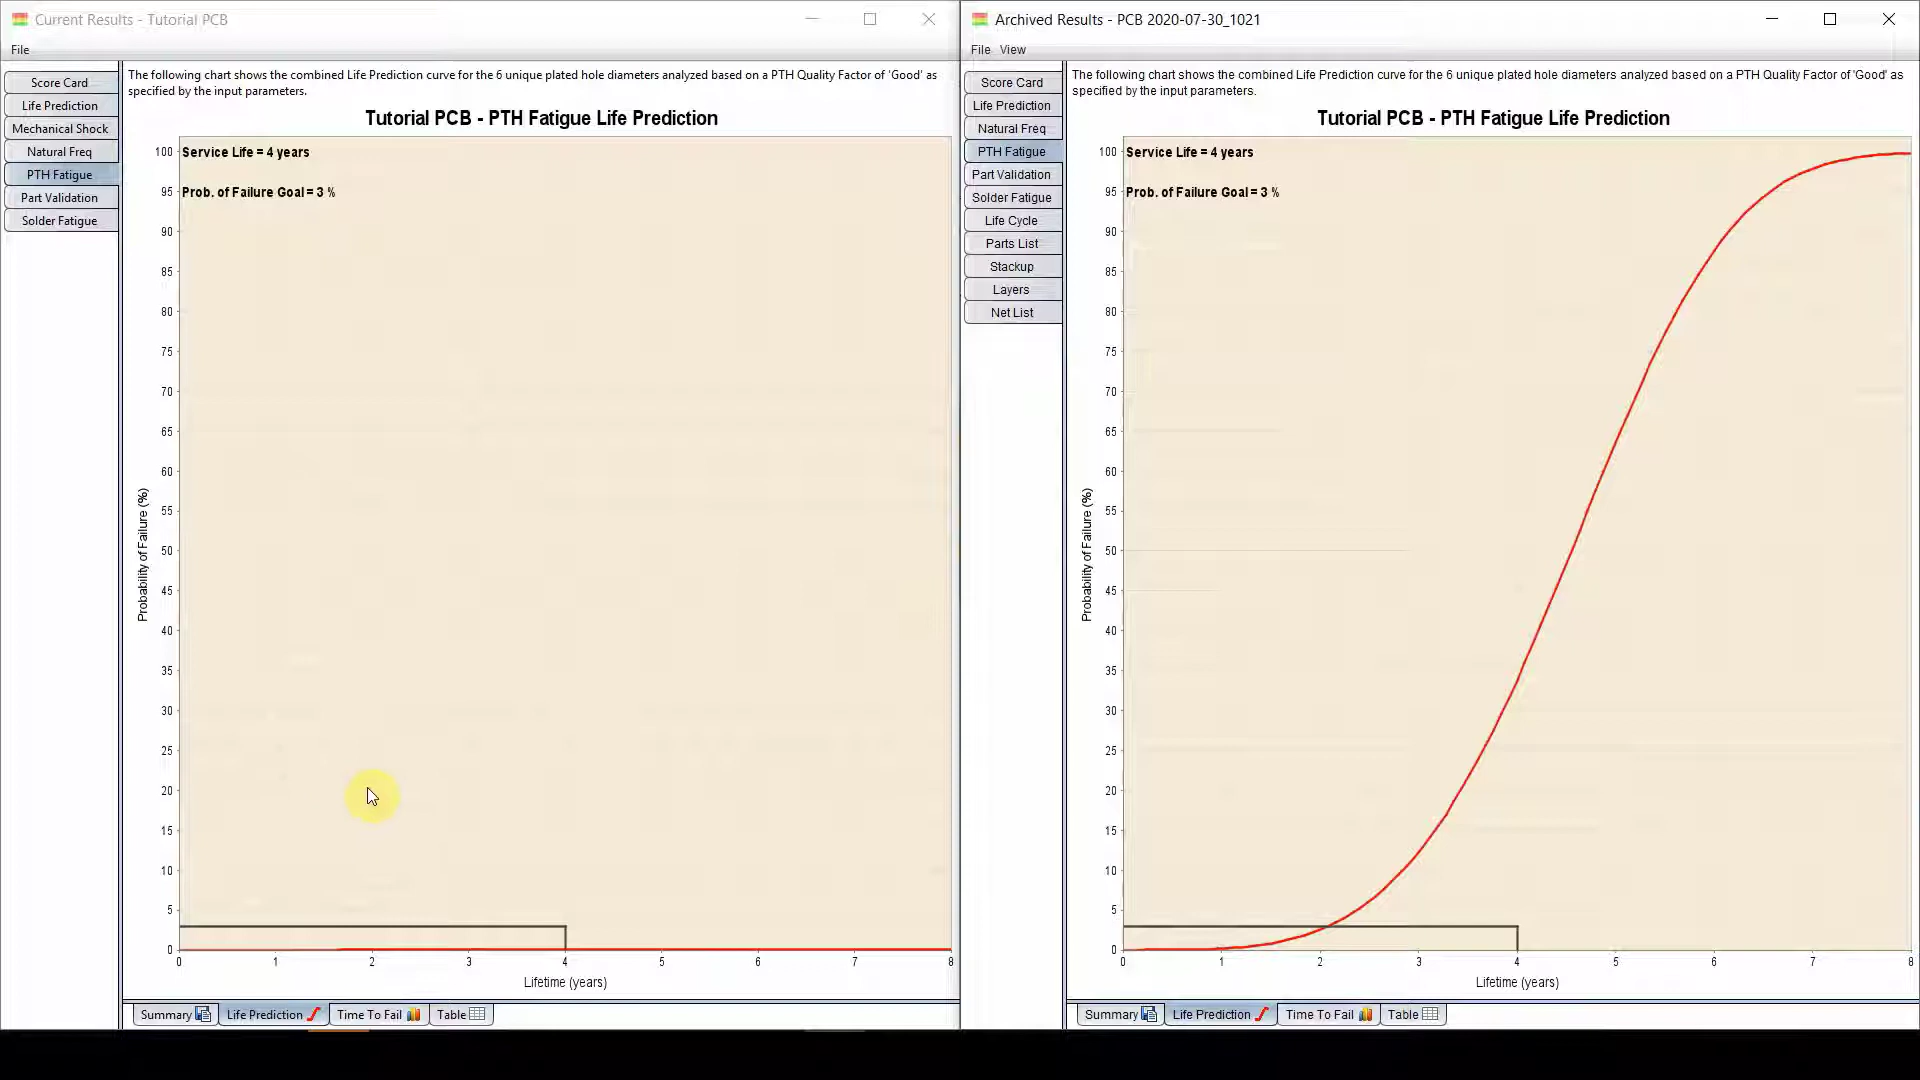 Current Results - Tutorial PCB
File
Score Card
Life Prediction
Mechanical Shock
Natural Freq
PTH Fatigue
Part Validation
Solder Fatigue
The following chart shows the combined Life Prediction curve for the 6 unique plated hole diameters analyzed based on a PTH Quality Factor of 'Good' as
specified by the input parameters.
Tutorial PCB - PTH Fatigue Life Prediction
Service Life = 4 years
Prob. of Failure Goal = 3 %
Probability of Failure (%)
100
95
90
85
80
75
70
65
60
55
50
45
40
35
30
25
20
15
10
5
0
0 1 2 3 4 5 6 7 8
Lifetime (years)
Summary Life Prediction Time To Fail Table
Archived Results - PCB 2020-07-30_1021
File View
Score Card
Life Prediction
Natural Freq
PTH Fatigue
Part Validation
Solder Fatigue
Life Cycle
Parts List
Stackup
Layers
Net List
The following chart shows the combined Life Prediction curve for the 6 unique plated hole diameters analyzed based on a PTH Quality Factor of 'Good' as
specified by the input parameters.
Tutorial PCB - PTH Fatigue Life Prediction
Service Life = 4 years
Prob. of Failure Goal = 3 %
Probability of Failure (%)
100
95
90
85
80
75
70
65
60
55
50
45
40
35
30
25
20
15
10
5
0
0 1 2 3 4 5 6 7 8
Lifetime (years)
Summary Life Prediction Time To Fail Table